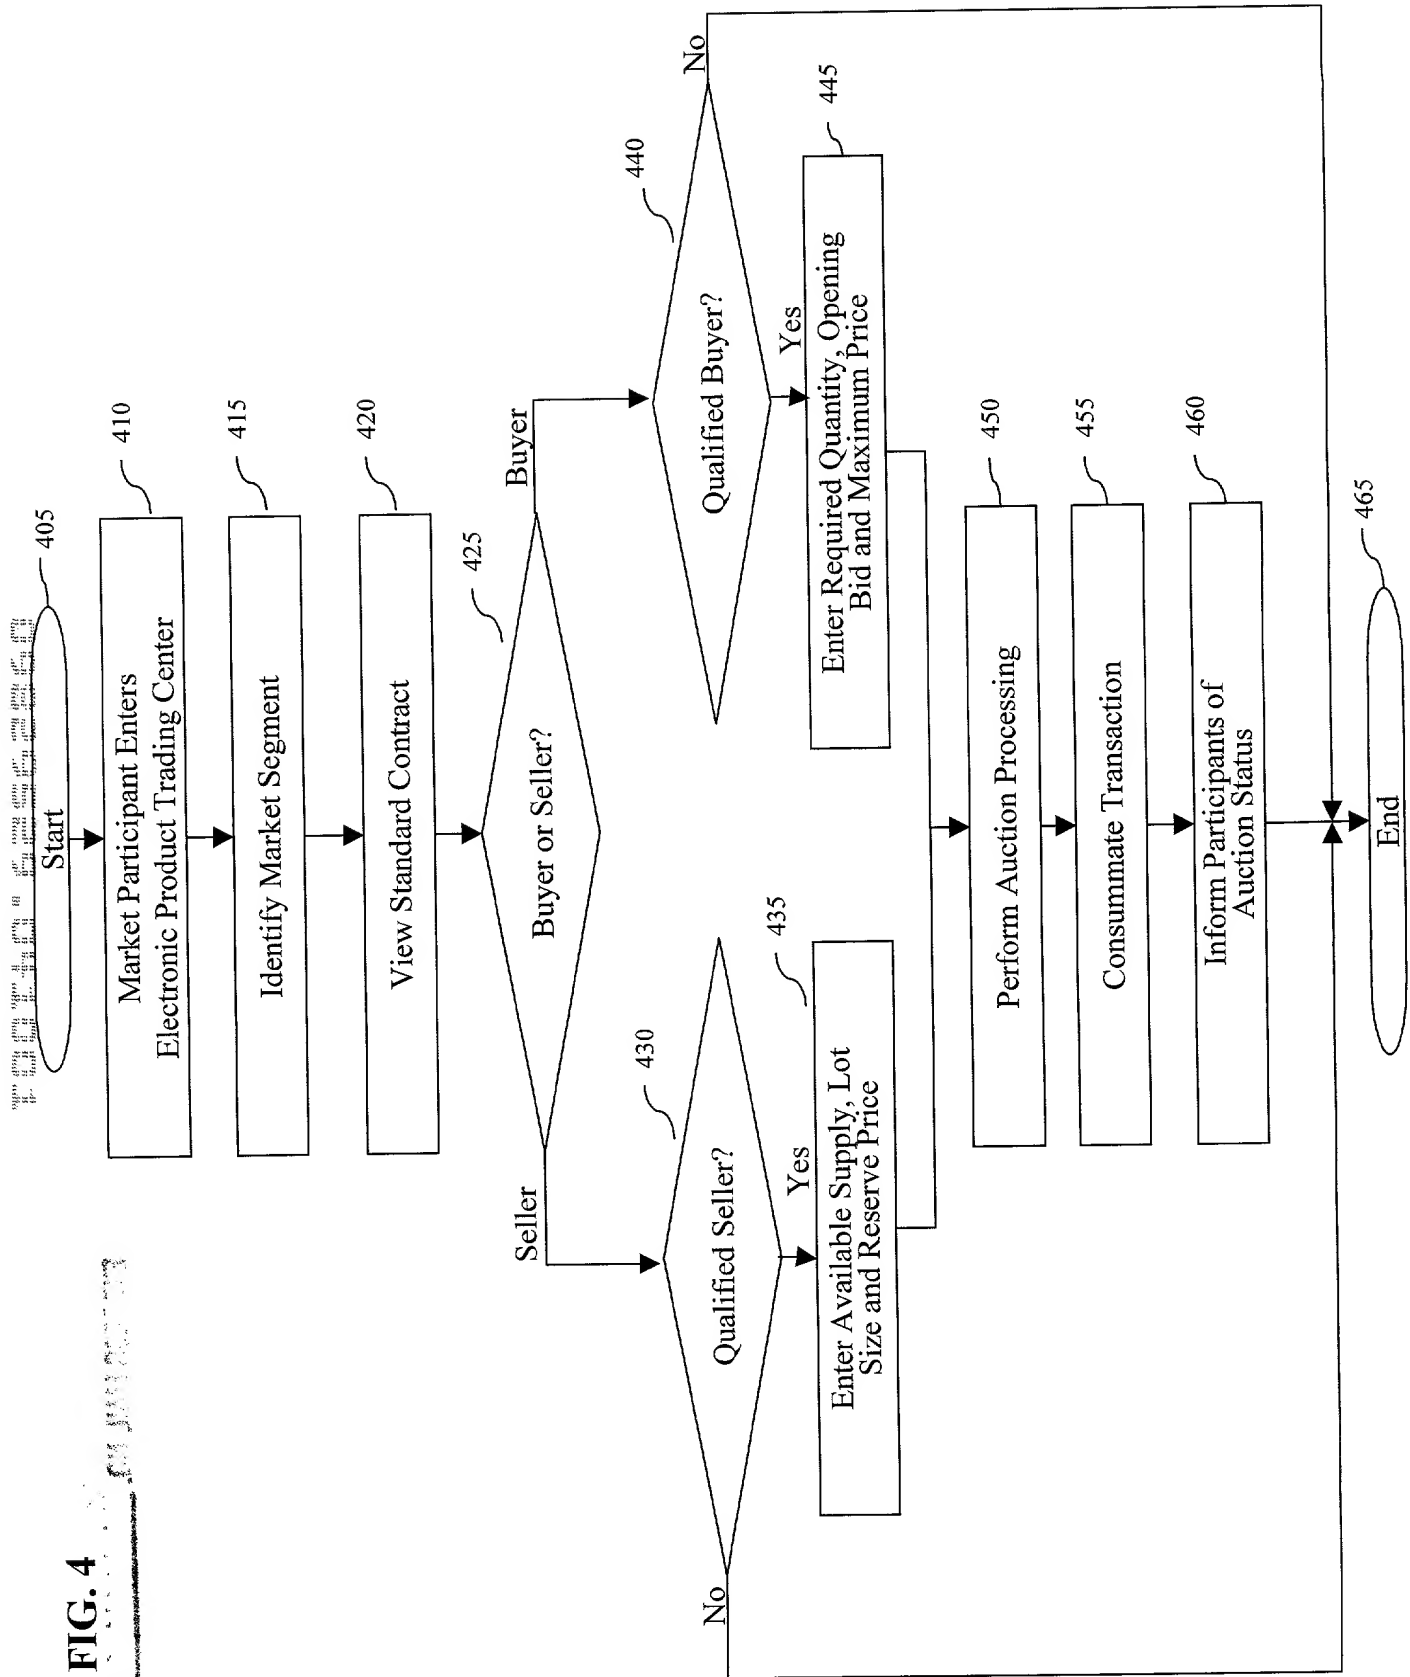 FIG. 4
Start
405
Market Participant Enters
Electronic Product Trading Center
410
Identify Market Segment
415
View Standard Contract
420
Buyer or Seller?
425
Seller
Buyer
Qualified Seller?
430
Qualified Buyer?
440
No
No
Yes
Yes
Enter Available Supply, Lot
Size and Reserve Price
435
Enter Required Quantity, Opening
Bid and Maximum Price
445
Perform Auction Processing
450
Consummate Transaction
455
Inform Participants of
Auction Status
460
End
465